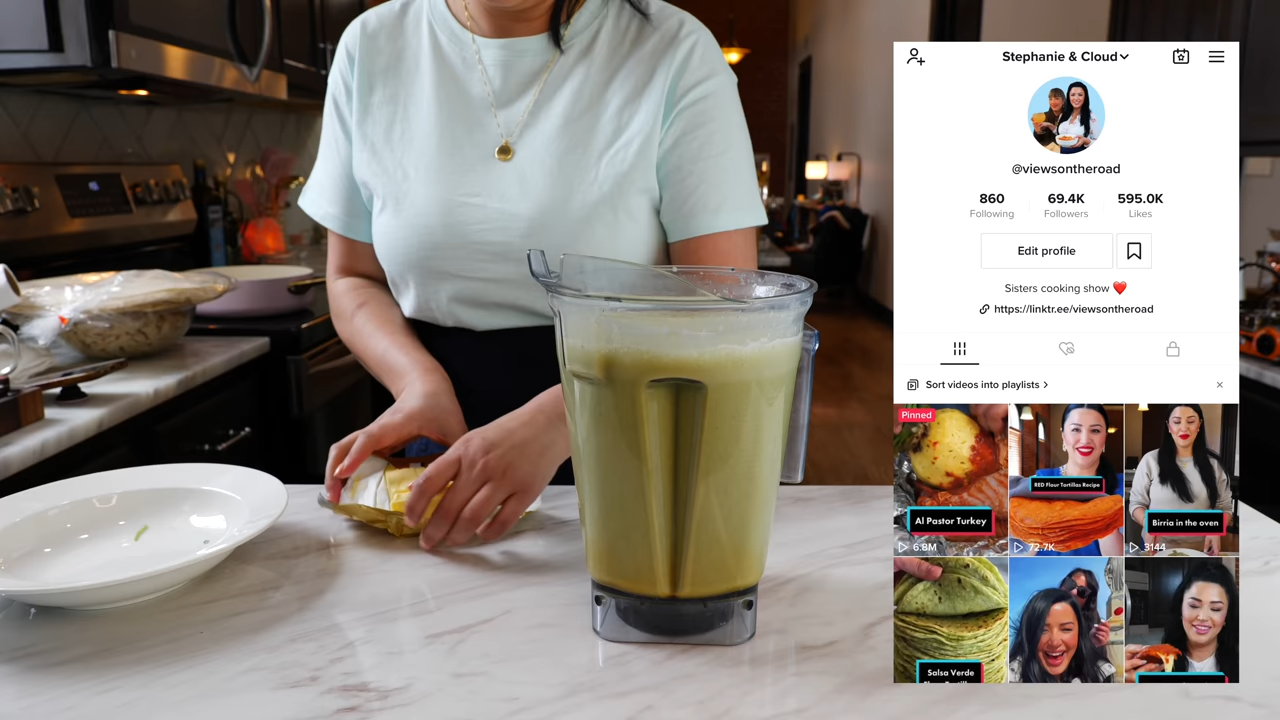 Stephanie & Cloud
@viewsontheroad
860 69.4K 595.0K
Following Followers Likes
Edit profile
Sisters cooking show
https://linktr.ee/viewsontheroad
Sort videos into playlists
Pinned
Al Pastor Turkey
6.8M
RED Flour Tortillas Recipe
72.7K
Birria in the oven
3144
Salsa Verde